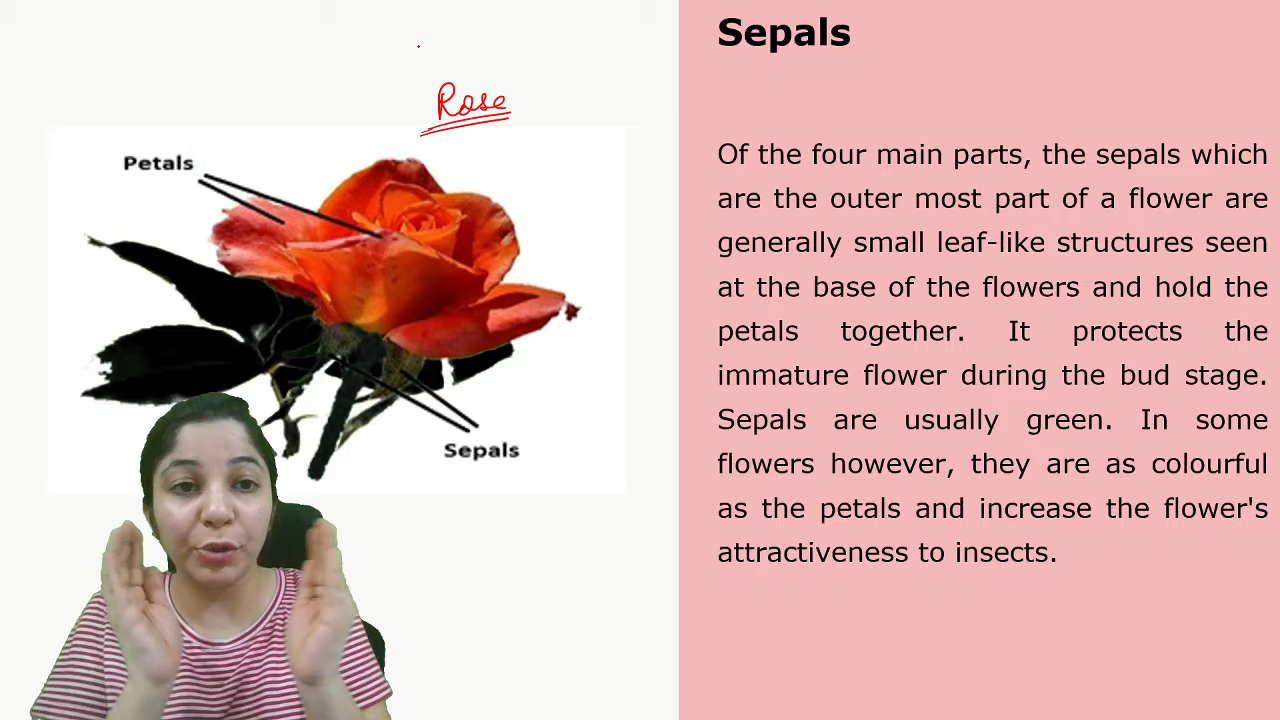 Sepals
Rose
Petals
Sepals
Of the four main parts, the sepals which
are the outer most part of a flower are
generally small leaf-like structures seen
at the base of the flowers and hold the
petals together. It protects the
immature flower during the bud stage.
Sepals are usually green. In some
flowers however, they are as colourful
as the petals and increase the flower's
attractiveness to insects.